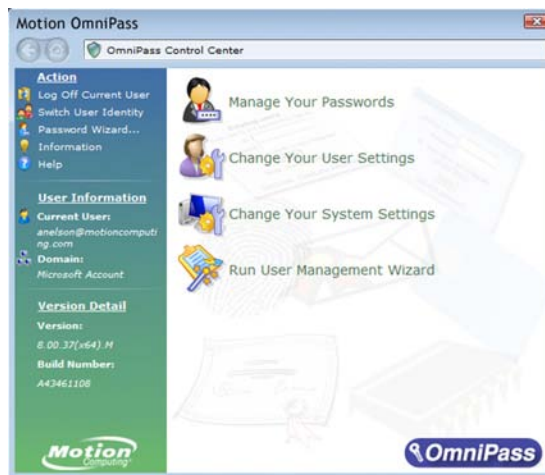 Motion OmniPass
OmniPass Control Center
Action
Log Off Current User
Switch User Identity
Password Wizard...
Information
Help
User Information
Current User:
anelson@motioncomputi
ng.com
Domain:
Microsoft Account
Version Detail
Version:
8.00.37(x64).M
Build Number:
A43461108
Motion
Computing
Manage Your Passwords
Change Your User Settings
Change Your System Settings
Run User Management Wizard
OmniPass